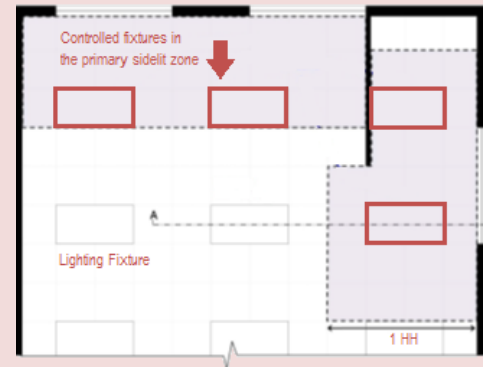 Controlled fixtures in
the primary sidelit zone
A
Lighting Fixture
1 HH